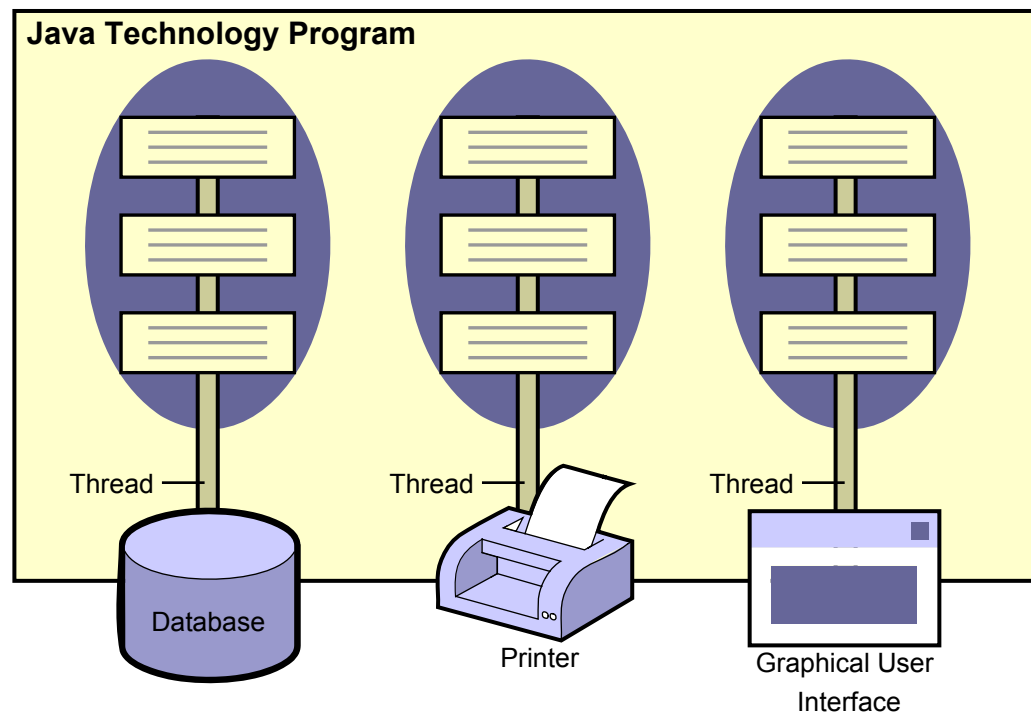 Java Technology Program
Thread
Thread
Thread
Database
Printer
Graphical User
Interface